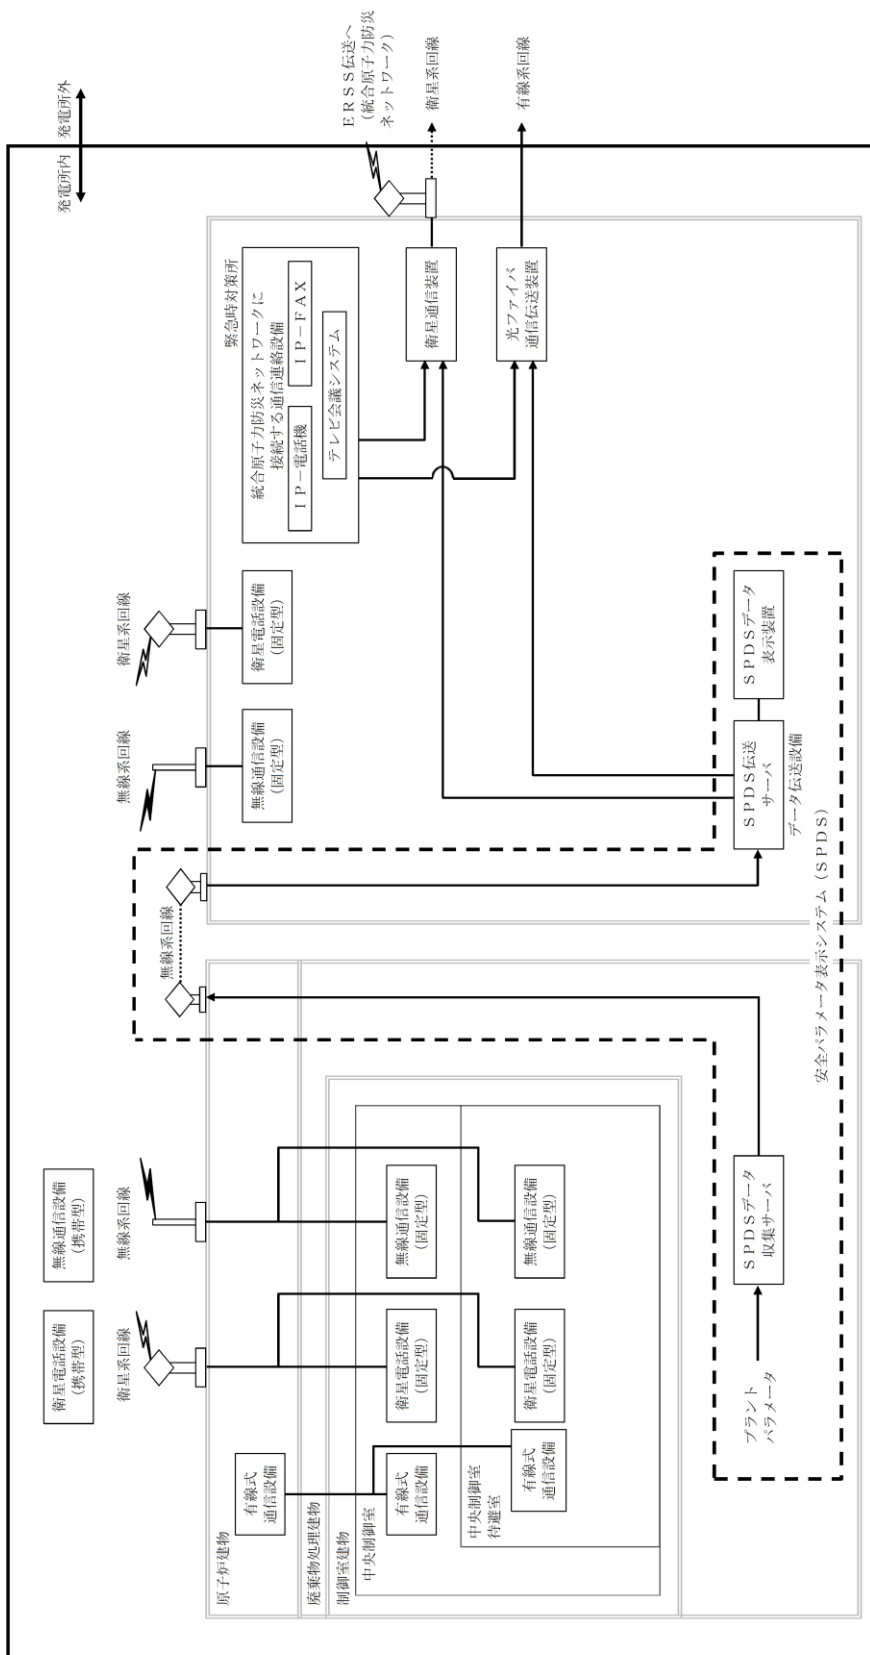 発電所内
発電所外
ＥＲＳＳ伝送へ
（統合原子力防災
ネットワーク）
衛星系回線
有線系回線
緊急時対策所
統合原子力防災ネットワークに
接続する通信連絡設備
ＩＰ－電話機
ＩＰ－ＦＡＸ
テレビ会議システム
衛星通信装置
光ファイバ
通信伝送装置
衛星系回線
衛星電話設備
（固定型）
無線系回線
無線通信設備
（固定型）
無線系回線
ＳＰＤＳデータ
表示装置
ＳＰＤＳ伝送
サーバ
データ伝送設備
安全パラメータ表示システム（ＳＰＤＳ）
無線通信設備
（携帯型）
無線系回線
衛星電話設備
（携帯型）
衛星系回線
原子炉建物
有線式
通信設備
廃棄物処理建物
制御室建物
中央制御室
無線通信設備
（固定型）
衛星電話設備
（固定型）
有線式
通信設備
中央制御室
待避室
無線通信設備
（固定型）
衛星電話設備
（固定型）
有線式
通信設備
ＳＰＤＳデータ
収集サーバ
プラント
パラメータ